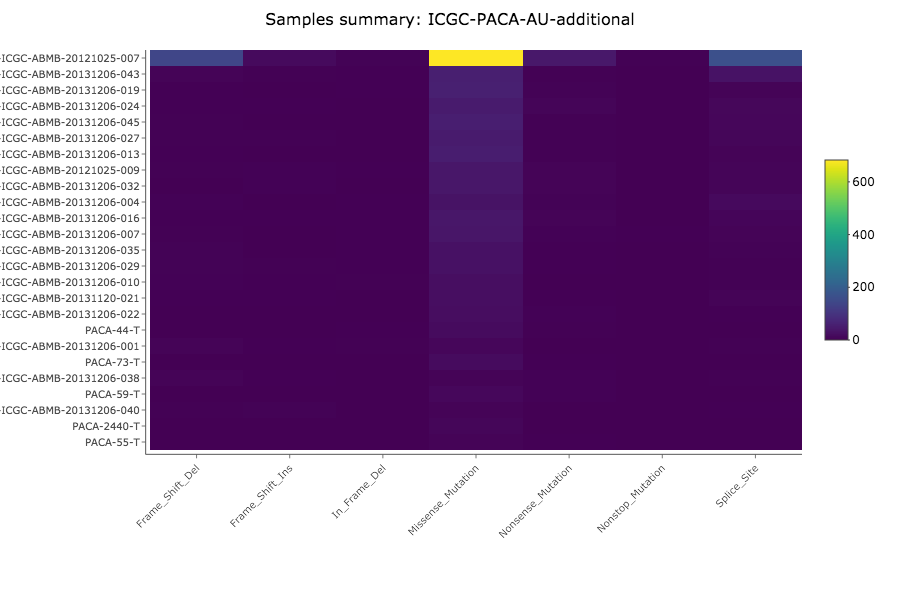 Samples summary: ICGC-PACA-AU-additional
-ICGC-ABMB-20121025-007
-ICGC-ABMB-20131206-043
-ICGC-ABMB-20131206-019
-ICGC-ABMB-20131206-024
-ICGC-ABMB-20131206-045
-ICGC-ABMB-20131206-027
-ICGC-ABMB-20131206-013
-ICGC-ABMB-20121025-009
-ICGC-ABMB-20131206-032
-ICGC-ABMB-20131206-004
-ICGC-ABMB-20131206-016
-ICGC-ABMB-20131206-007
-ICGC-ABMB-20131206-035
-ICGC-ABMB-20131206-029
-ICGC-ABMB-20131206-010
-ICGC-ABMB-20131120-021
-ICGC-ABMB-20131206-022
PACA-44-T
-ICGC-ABMB-20131206-001
PACA-73-T
-ICGC-ABMB-20131206-038
PACA-59-T
-ICGC-ABMB-20131206-040
PACA-2440-T
PACA-55-T
Frame_Shift_Del
Frame_Shift_Ins
In_Frame_Del
Missense_Mutation
Nonsense_Mutation
Nonstop_Mutation
Splice_Site
600
400
200
0